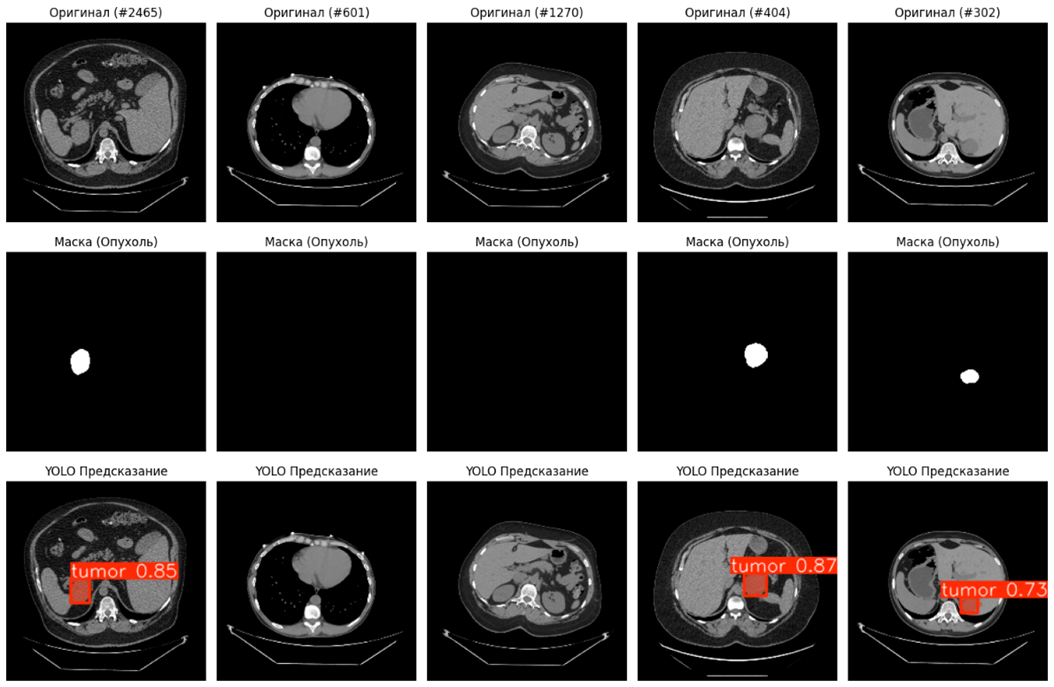 Оригинал (#2465)
Оригинал (#601)
Оригинал (#1270)
Оригинал (#404)
Оригинал (#302)
Маска (Опухоль)
Маска (Опухоль)
Маска (Опухоль)
Маска (Опухоль)
Маска (Опухоль)
YOLO Предсказание
YOLO Предсказание
YOLO Предсказание
YOLO Предсказание
YOLO Предсказание
tumor 0.85
tumor 0.87
tumor 0.73